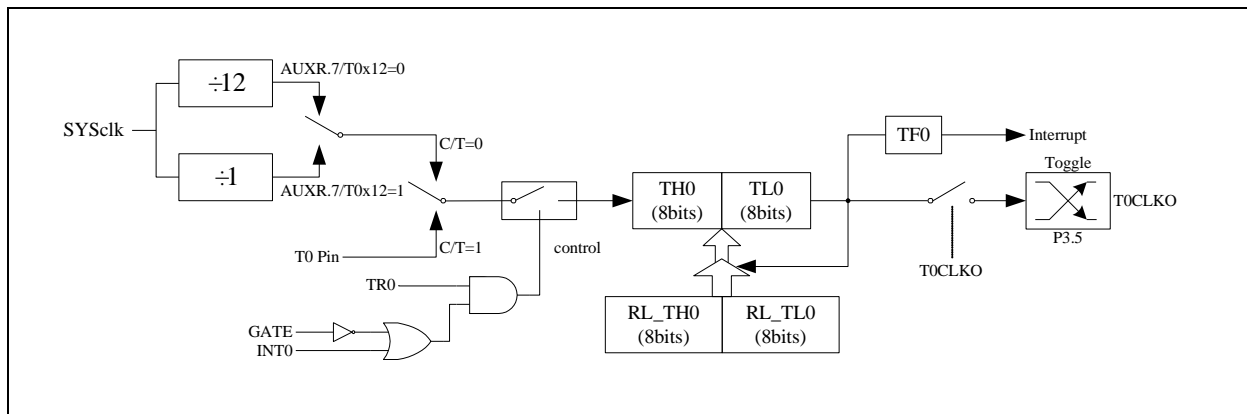 ÷12
AUXR.7/T0x12=0
SYSclk
÷1
AUXR.7/T0x12=1
C/T=0
C/T=1
T0 Pin
control
TR0
GATE
INT0
TH0
(8bits)
TL0
(8bits)
RL_TH0
(8bits)
RL_TL0
(8bits)
TF0
Interrupt
Toggle
T0CLKO
P3.5
T0CLKO